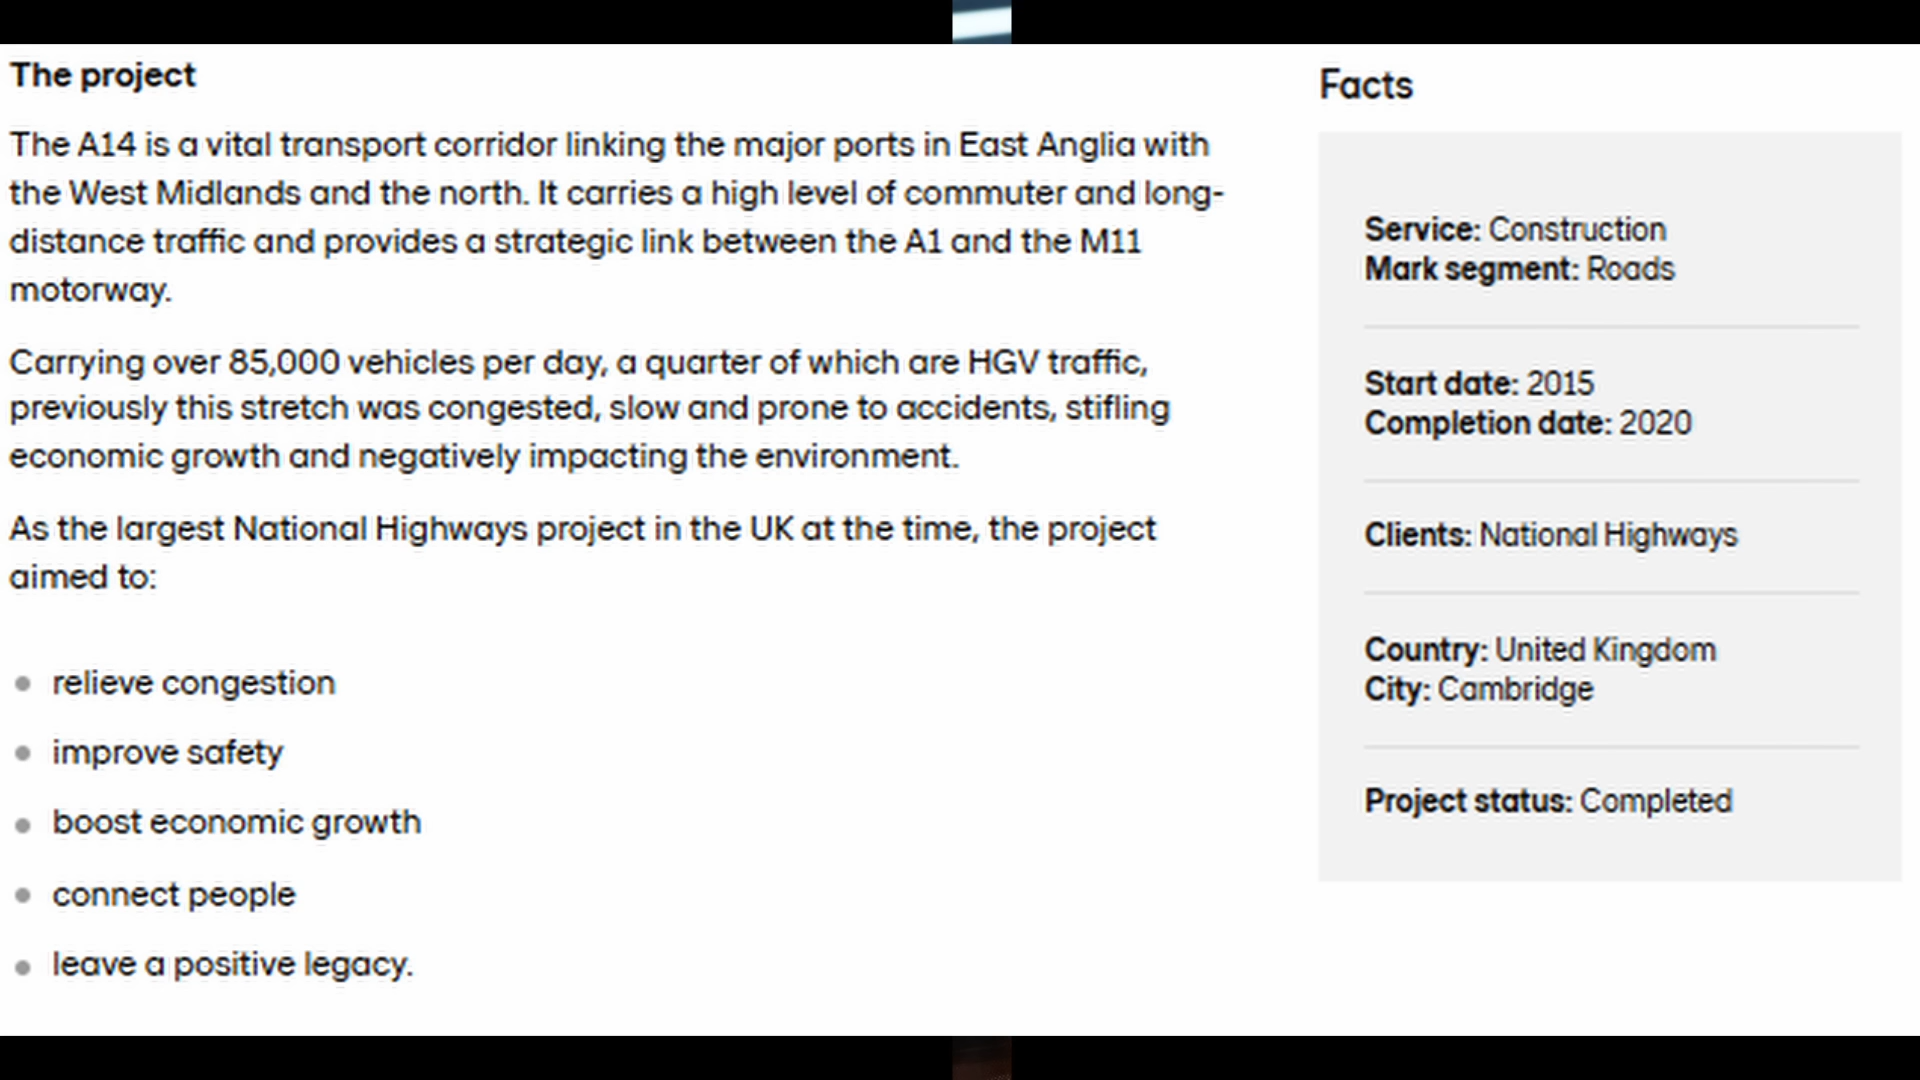 The project
The A14 is a vital transport corridor linking the major ports in East Anglia with
the West Midlands and the north. It carries a high level of commuter and long-
distance traffic and provides a strategic link between the A1 and the M11
motorway.
Carrying over 85,000 vehicles per day, a quarter of which are HGV traffic,
previously this stretch was congested, slow and prone to accidents, stifling
economic growth and negatively impacting the environment.
As the largest National Highways project in the UK at the time, the project
aimed to:
relieve congestion
improve safety
boost economic growth
connect people
leave a positive legacy.
Facts
Service: Construction
Mark segment: Roads
Start date: 2015
Completion date: 2020
Clients: National Highways
Country: United Kingdom
City: Cambridge
Project status: Completed